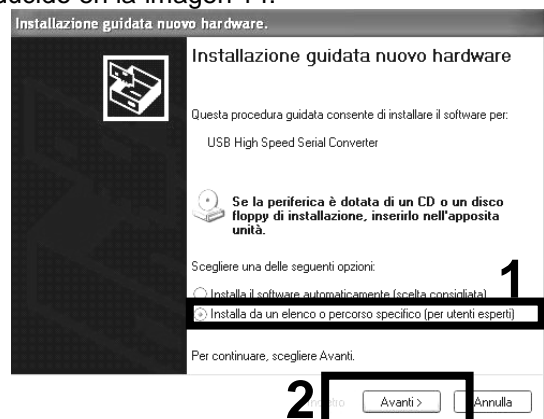 Installazione guidata nuovo hardware.
Installazione guidata nuovo hardware
Questa procedura guidata consente di installare il software per:
USB High Speed Serial Converter
Se la periferica è dotata di un CD o un disco
floppy di installazione, inserirlo nell'apposita
unità.
Scegliere una delle seguenti opzioni:
1
Installa il software automaticamente (scelta consigliata)
Installa da un elenco o percorso specifico (per utenti esperti)
Per continuare, scegliere Avanti.
2
Avanti >
Annulla